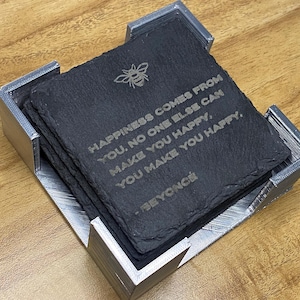 HAPPINESS COMES FROM
YOU. NO ONE ELSE CAN
MAKE YOU HAPPY.
YOU MAKE YOU HAPPY.
- BEYONCÉ